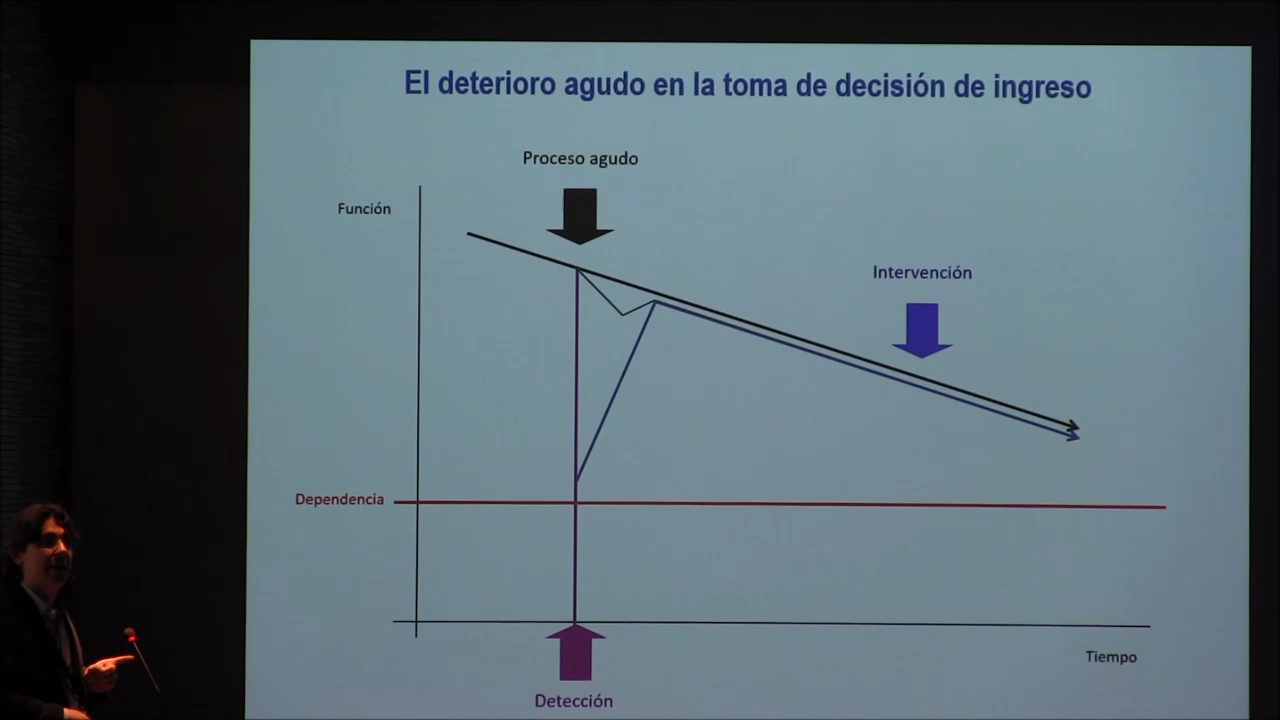 El deterioro agudo en la toma de decisión de ingreso
Proceso agudo
Función
Intervención
Dependencia
Tiempo
Detección